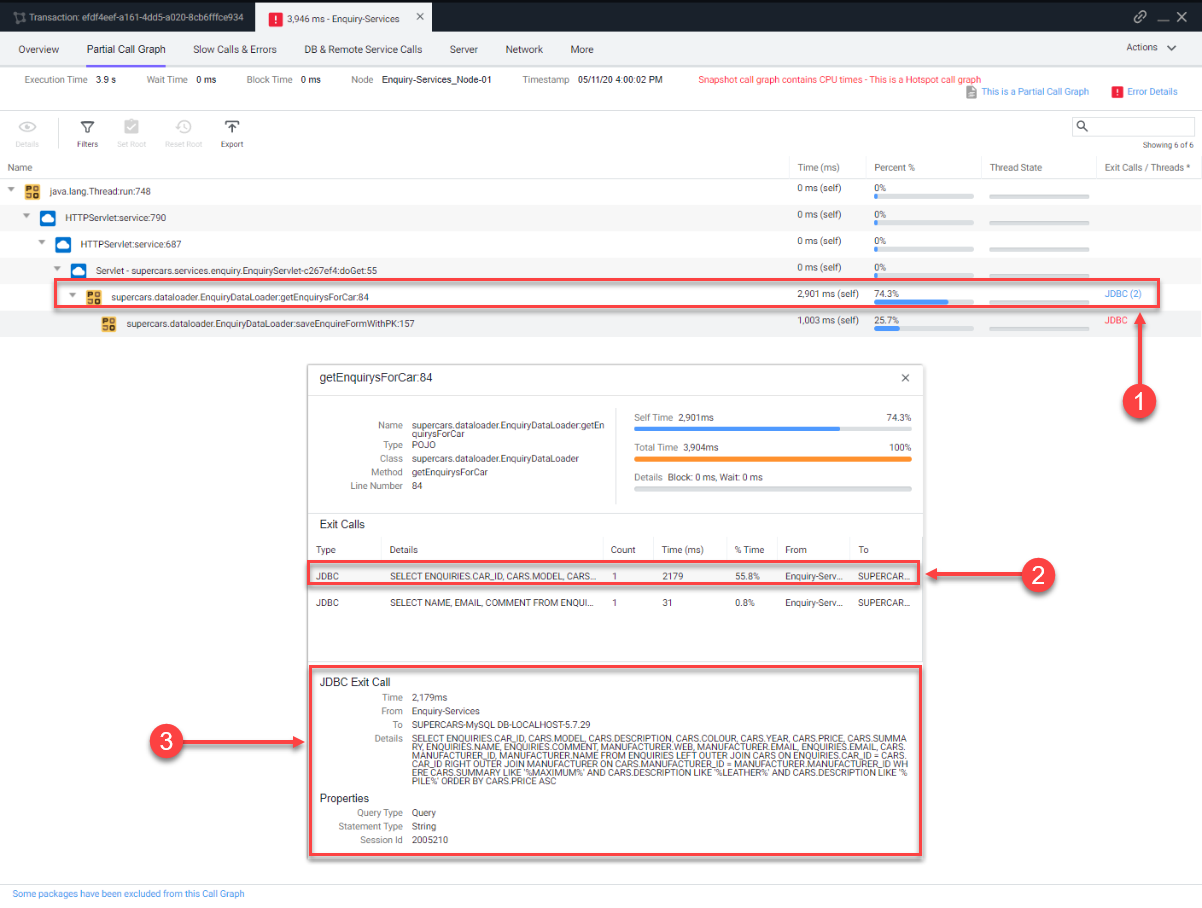 Transaction: efdf4eef-a161-4dd5-a020-8cb6fffce934
3,946 ms - Enquiry-Services
Overview Partial Call Graph Slow Calls & Errors DB & Remote Service Calls Server Network More Actions
Execution Time 3.9 s Wait Time 0 ms Block Time 0 ms Node Enquiry-Services_Node-01 Timestamp 05/11/20 4:00:02 PM Snapshot call graph contains CPU times - This is a Hotspot call graph
This is a Partial Call Graph Error Details
Details Filters Set Root Reset Root Export
Showing 6 of 6
Name Time (ms) Percent % Thread State Exit Calls / Threads *
java.lang.Thread:run:748 0 ms (self) 0%
HTTPServlet:service:790 0 ms (self) 0%
HTTPServlet:service:687 0 ms (self) 0%
Servlet - supercars.services.enquiry.EnquiryServlet-c267ef4:doGet:55 0 ms (self) 0%
supercars.dataloader.EnquiryDataLoader:getEnquirysForCar:84 2,901 ms (self) 74.3% JDBC (2)
supercars.dataloader.EnquiryDataLoader:saveEnquireFormWithPK:157 1,003 ms (self) 25.7% JDBC
1
getEnquirysForCar:84
Name supercars.dataloader.EnquiryDataLoader:getEn
quirysForCar
Type POJO
Class supercars.dataloader.EnquiryDataLoader
Method getEnquirysForCar
Line Number 84
Self Time 2,901ms 74.3%
Total Time 3,904ms 100%
Details Block: 0 ms, Wait: 0 ms
Exit Calls
Type Details Count Time (ms) % Time From To
JDBC SELECT ENQUIRIES.CAR_ID, CARS.MODEL, CARS... 1 2179 55.8% Enquiry-Serv... SUPERCAR...
2
JDBC SELECT NAME, EMAIL, COMMENT FROM ENQUI... 1 31 0.8% Enquiry-Serv... SUPERCAR...
3
JDBC Exit Call
Time 2,179ms
From Enquiry-Services
To SUPERCARS-MySQL DB-LOCALHOST-5.7.29
Details SELECT ENQUIRIES.CAR_ID, CARS.MODEL, CARS.DESCRIPTION, CARS.COLOUR, CARS.YEAR, CARS.PRICE, CARS.SUMMA
RY, ENQUIRIES.NAME, ENQUIRIES.COMMENT, MANUFACTURER.WEB, MANUFACTURER.EMAIL, ENQUIRIES.EMAIL, CARS.
MANUFACTURER_ID, MANUFACTURER.NAME FROM ENQUIRIES LEFT OUTER JOIN CARS ON ENQUIRIES.CAR_ID = CARS.
CAR_ID RIGHT OUTER JOIN MANUFACTURER ON CARS.MANUFACTURER_ID = MANUFACTURER.MANUFACTURER_ID WH
ERE CARS.SUMMARY LIKE '%MAXIMUM%' AND CARS.DESCRIPTION LIKE '%LEATHER%' AND CARS.DESCRIPTION LIKE '%
PILE%' ORDER BY CARS.PRICE ASC
Properties
Query Type Query
Statement Type String
Session Id 2005210
Some packages have been excluded from this Call Graph